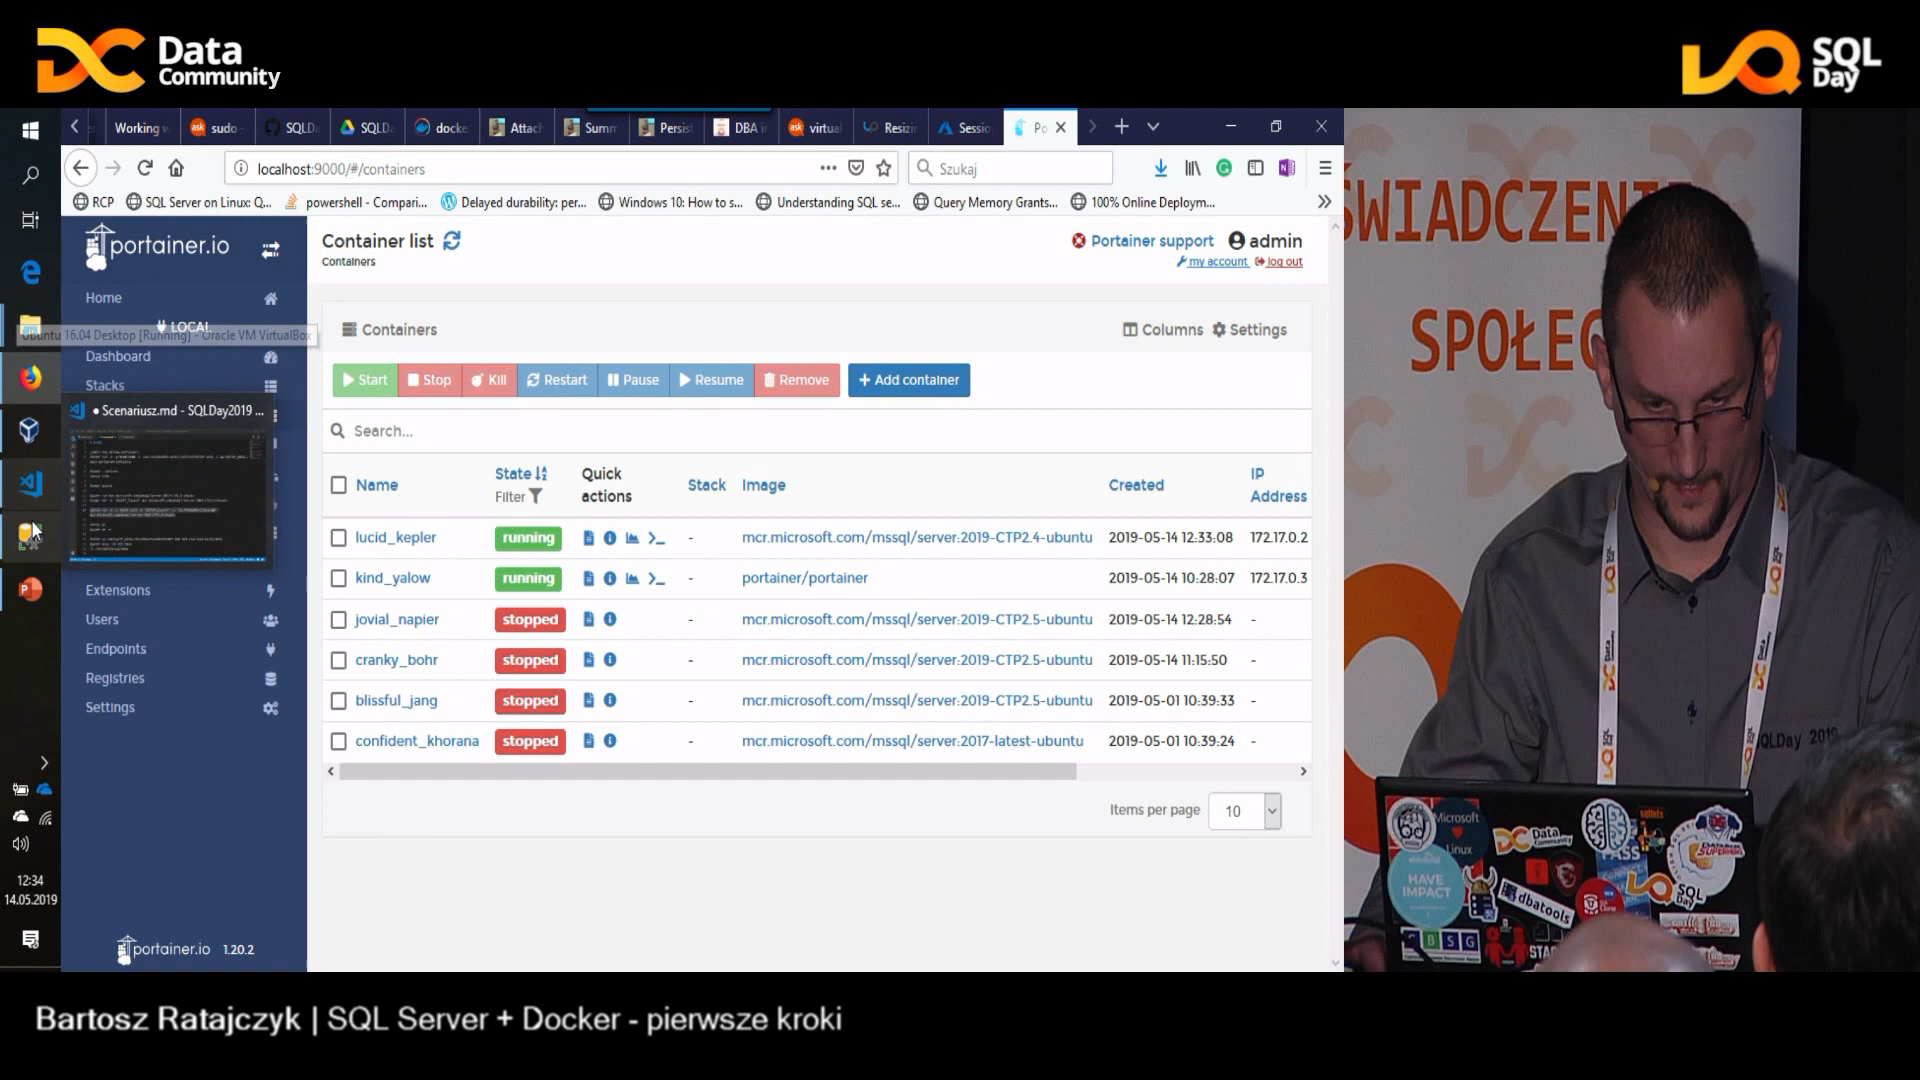 Data
Community
SQL
Day
Working
sudo
SQLD
SQLD
docke
Attac
Sum
Persist
DBA i
virtual
Resizi
Sessio
Po
localhost:9000/#/containers
Szukaj
RCP
SQL Server on Linux: Q...
powershell - Compari...
Delayed durability: per...
Windows 10: How to s...
Understanding SQL se...
Query Memory Grants...
100% Online Deploym...
portainer.io
Home
LOCAL
Ubuntu 16.04 Desktop [Running] - Oracle VM VirtualBox
Dashboard
Stacks
Scenariusz.md - SQLDay2019 ...
Extensions
Users
Endpoints
Registries
Settings
portainer.io 1.20.2
12:34
14.05.2019
Container list
Containers
Portainer support admin
my account log out
Containers
Columns Settings
Start Stop Kill Restart Pause Resume Remove + Add container
Search...
Name State Filter Quick actions Stack Image Created IP Address
lucid_kepler running - mcr.microsoft.com/mssql/server:2019-CTP2.4-ubuntu 2019-05-14 12:33:08 172.17.0.2
kind_yalow running - portainer/portainer 2019-05-14 10:28:07 172.17.0.3
jovial_napier stopped - mcr.microsoft.com/mssql/server:2019-CTP2.5-ubuntu 2019-05-14 12:28:54 -
cranky_bohr stopped - mcr.microsoft.com/mssql/server:2019-CTP2.5-ubuntu 2019-05-14 11:15:50 -
blissful_jang stopped - mcr.microsoft.com/mssql/server:2019-CTP2.5-ubuntu 2019-05-01 10:39:33 -
confident_khorana stopped - mcr.microsoft.com/mssql/server:2017-latest-ubuntu 2019-05-01 10:39:24 -
Items per page 10
ŚWIADCZENI
SPOŁEC
Data Community
SQLDay 2019
Microsoft
Linux
Data
Community
PASS
HAVE
IMPACT
dbatools
SQL
Day
BSG
Bartosz Ratajczyk | SQL Server + Docker - pierwsze kroki